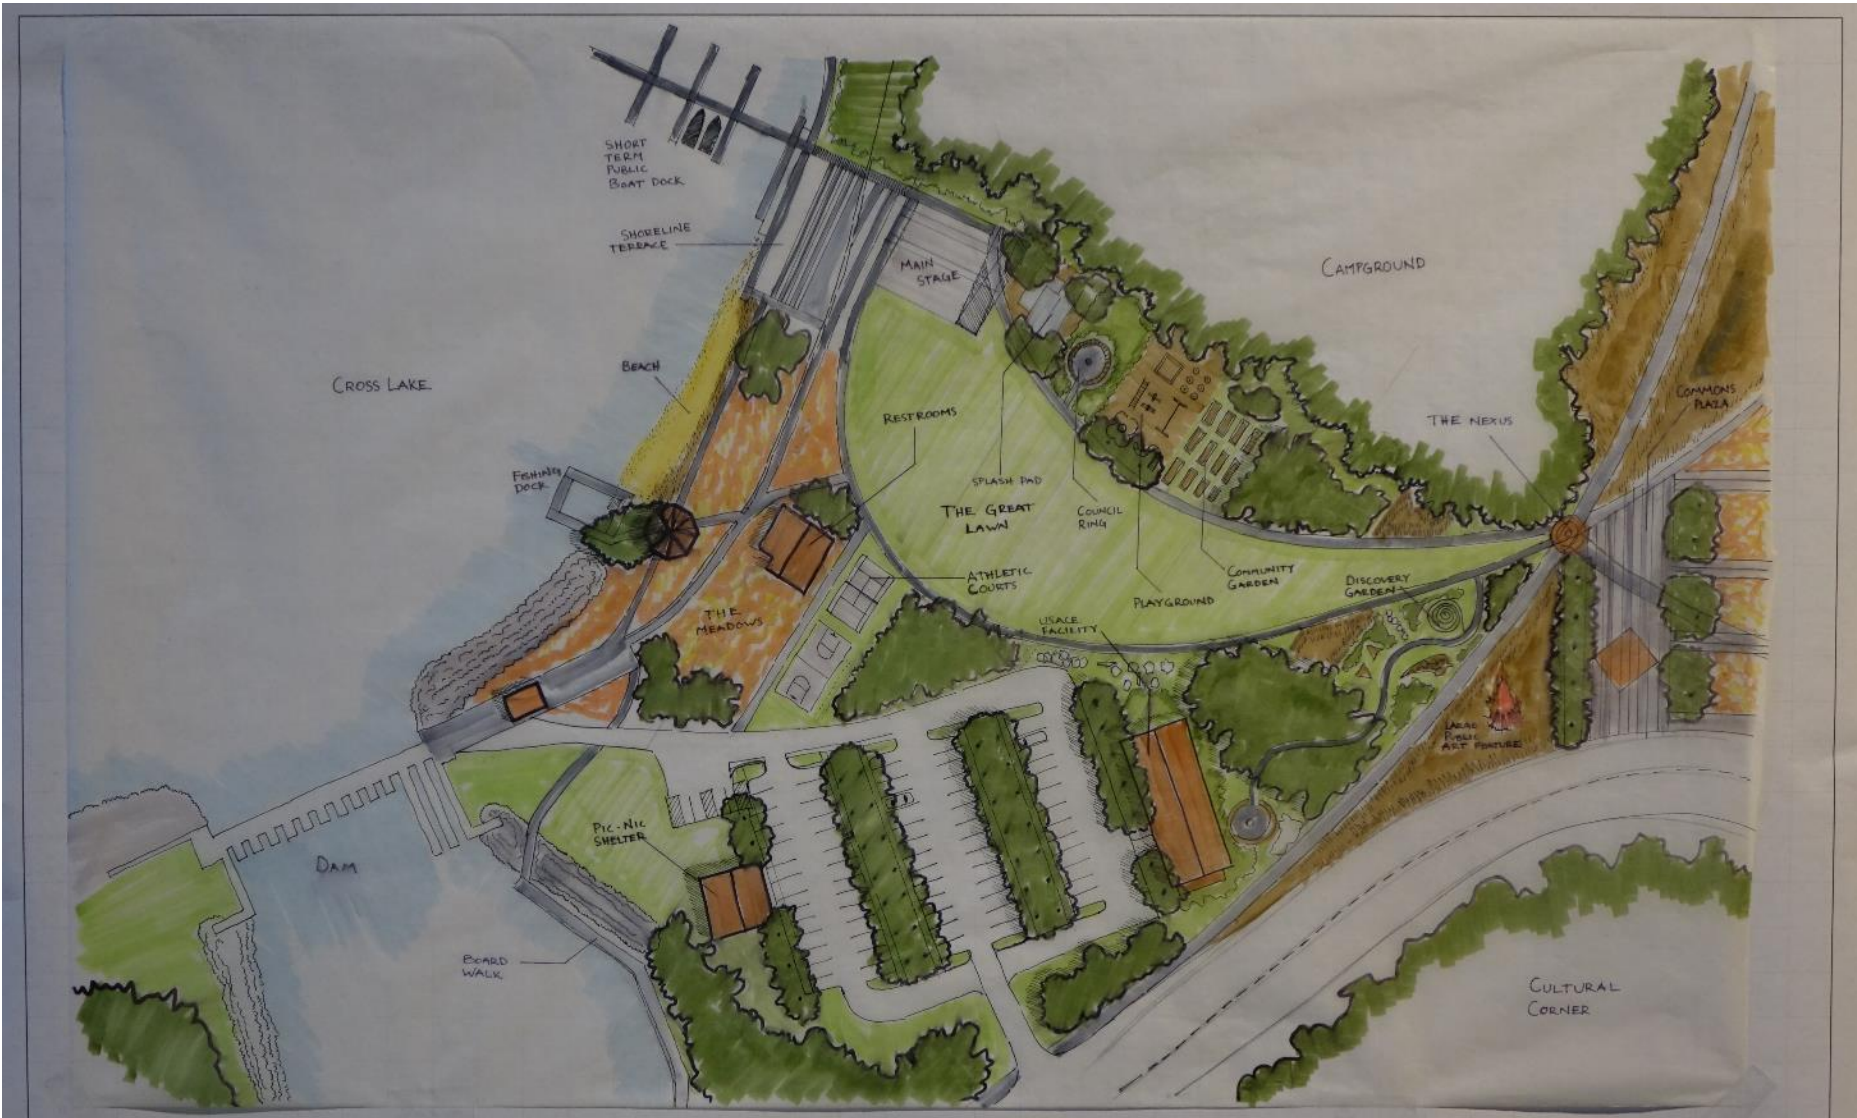 SHORT
TERM
PUBLIC
BOAT DOCK
SHORELINE
TERRACE
MAIN
STAGE
CAMPGROUND
BEACH
CROSS LAKE
COMMONS
PLAZA
RESTROOMS
THE NEXUS
FISHING
DOCK
SPLASH PAD
THE GREAT
LAWN
COUNCIL
RING
ATHLETIC
COURTS
COMMUNITY
GARDEN
DISCOVERY
GARDEN
PLAYGROUND
THE
MEADOWS
USACE
FACILITY
LARGE
PUBLIC
ART FEATURE
PIC-NIC
SHELTER
DAM
BOARD
WALK
CULTURAL
CORNER